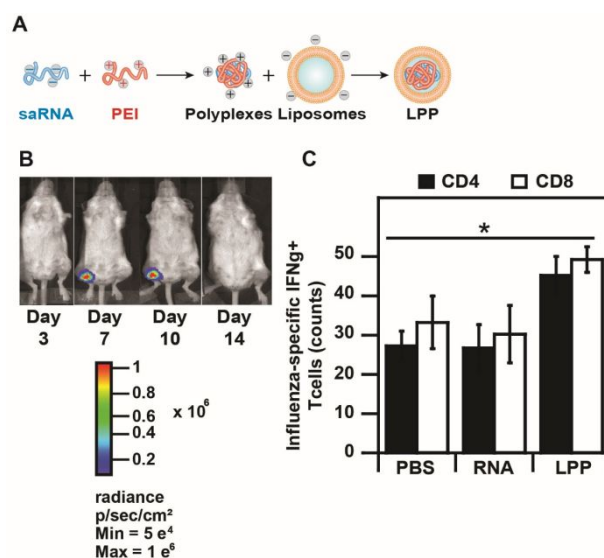 A
saRNA + PEI → Polyplexes + Liposomes → LPP
B
Day 3 Day 7 Day 10 Day 14
1
0.8
0.6
0.4
0.2
x 10⁶
radiance
p/sec/cm²
Min = 5 e⁴
Max = 1 e⁶
C
CD4 CD8
*
Influenza-specific IFNg+
Tcells (counts)
50
40
30
20
10
0
PBS RNA LPP